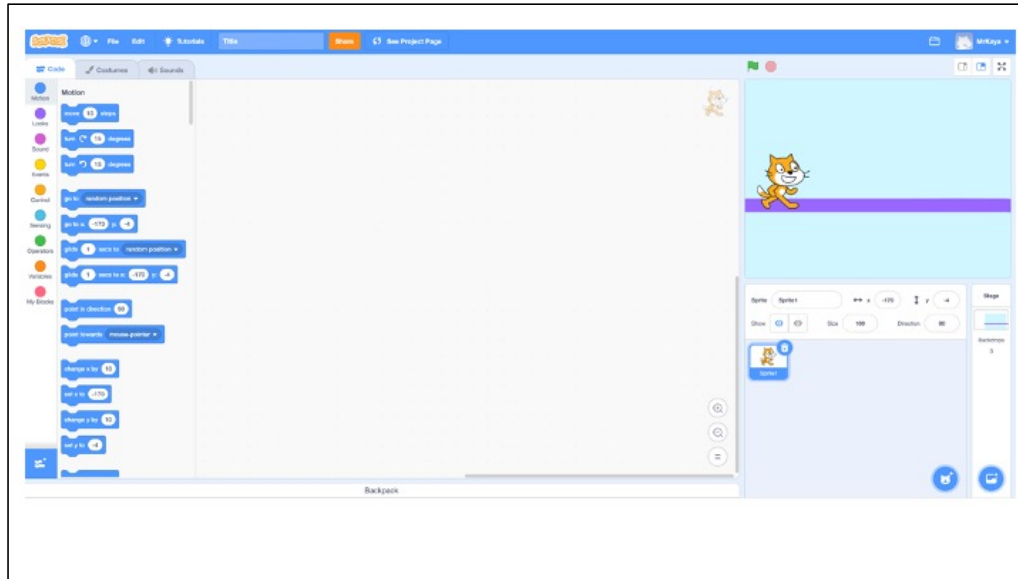 SCRATCH File Edit Tutorials Title Share See Project Page MrKaya
Code Costumes Sounds
Motion
Looks
Sound
Events
Control
Sensing
Operators
Variables
My Blocks
Motion
move 10 steps
turn 15 degrees
turn 15 degrees
go to random position
go to x: -170 y: -4
glide 1 secs to random position
glide 1 secs to x: -170 y: -4
point in direction 90
point towards mouse-pointer
change x by 10
set x to -170
change y by 10
set y to -4
Backpack
Sprite Sprite1 x -170 y -4
Show Size 100 Direction 90
Sprite1
Stage
Backdrops